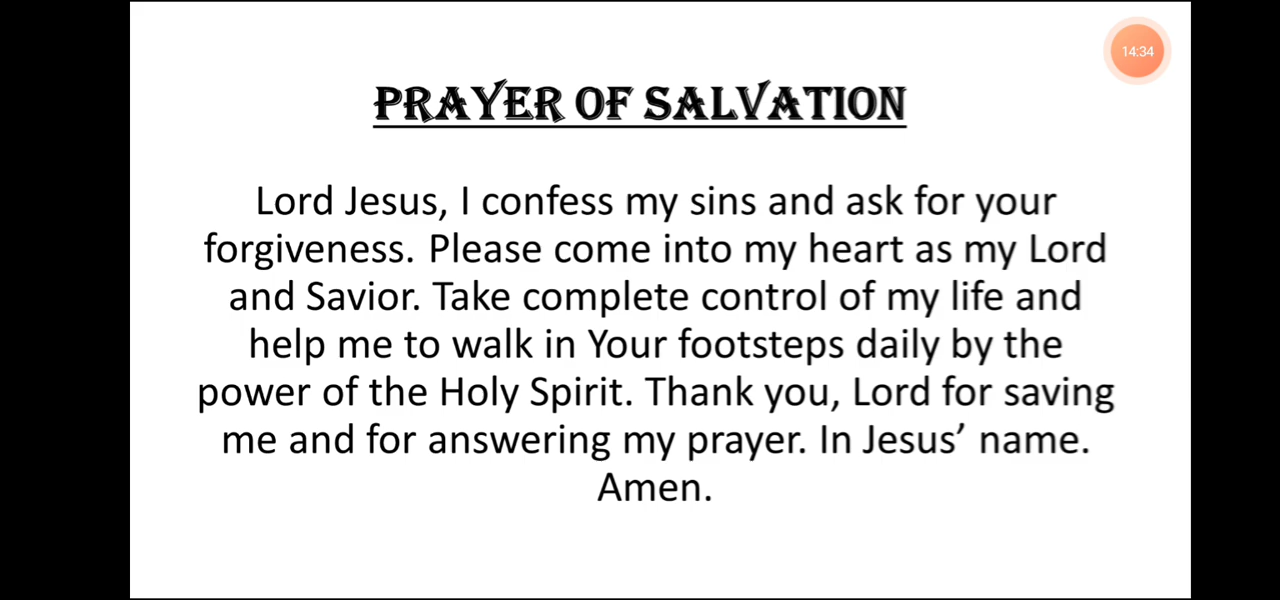 14:34
PRAYER OF SALVATION
Lord Jesus, I confess my sins and ask for your
forgiveness. Please come into my heart as my Lord
and Savior. Take complete control of my life and
help me to walk in Your footsteps daily by the
power of the Holy Spirit. Thank you, Lord for saving
me and for answering my prayer. In Jesus’ name.
Amen.